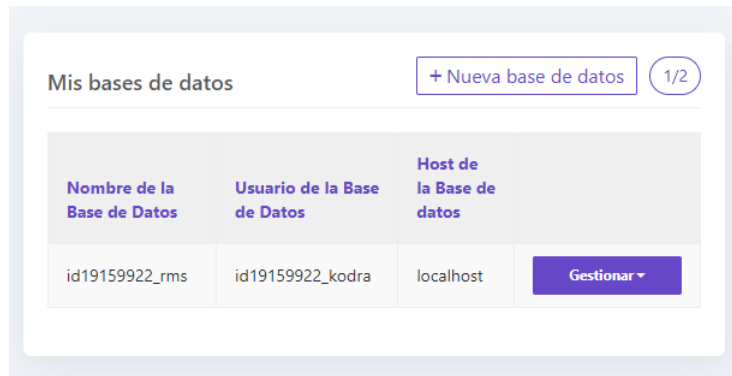 Mis bases de datos
+ Nueva base de datos
1/2
Nombre de la
Base de Datos
Usuario de la Base
de Datos
Host de
la Base de
datos
id19159922_rms
id19159922_kodra
localhost
Gestionar